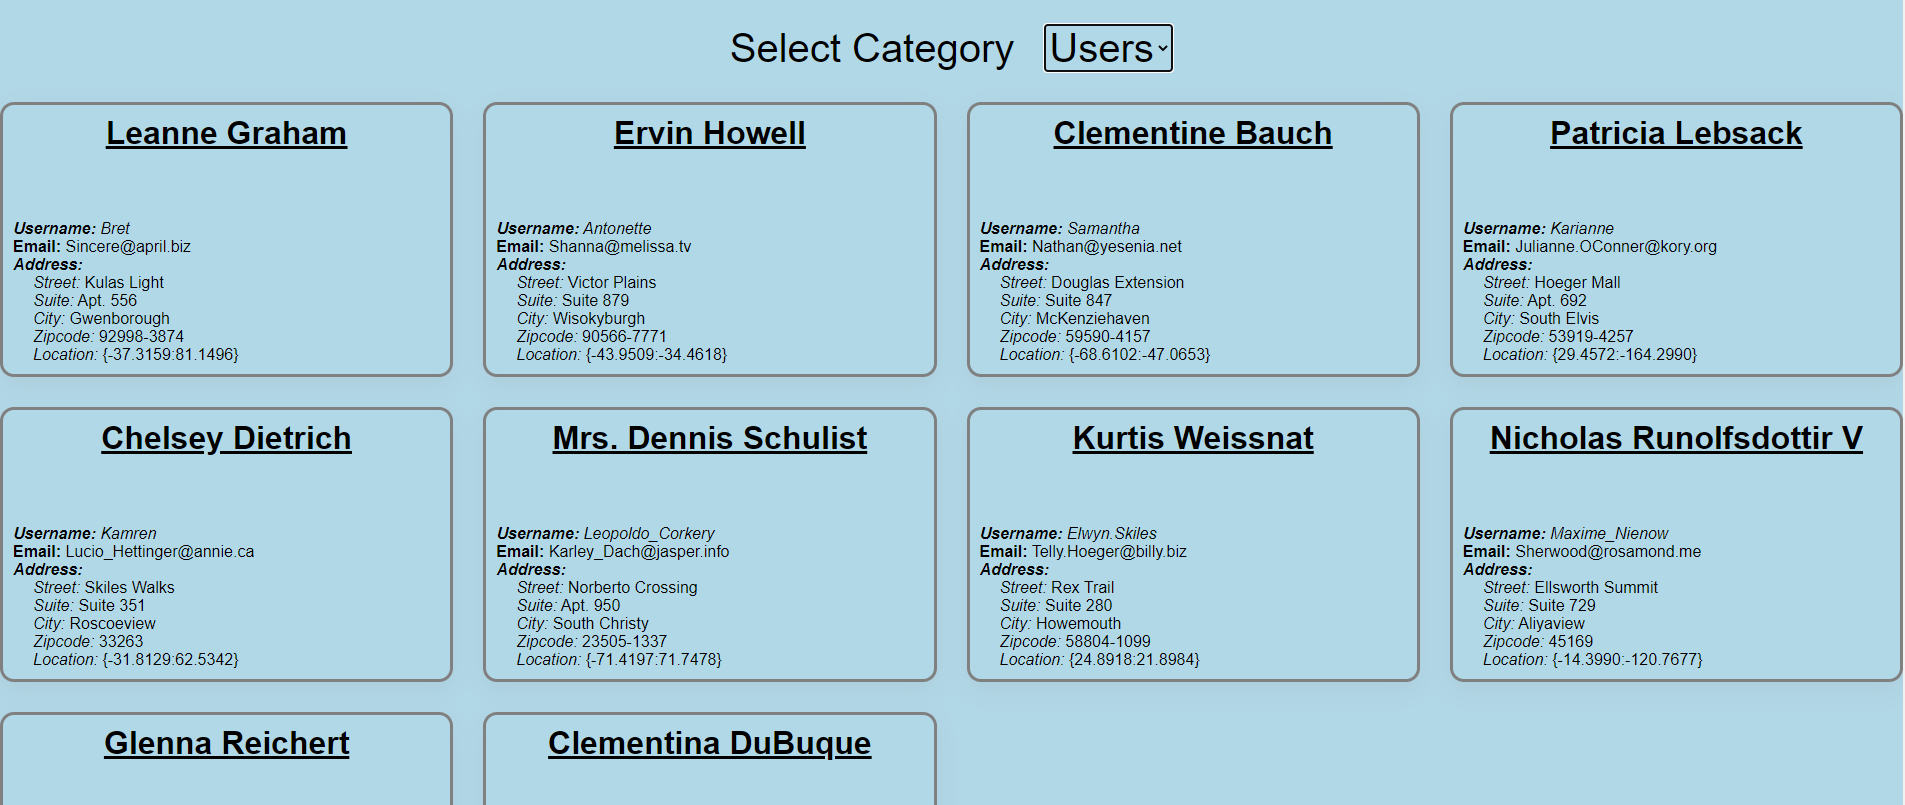 Select Category Users
Leanne Graham
Username: Bret
Email: Sincere@april.biz
Address:
Street: Kulas Light
Suite: Apt. 556
City: Gwenborough
Zipcode: 92998-3874
Location: {-37.3159:81.1496}
Ervin Howell
Username: Antonette
Email: Shanna@melissa.tv
Address:
Street: Victor Plains
Suite: Suite 879
City: Wisokyburgh
Zipcode: 90566-7771
Location: {-43.9509:-34.4618}
Clementine Bauch
Username: Samantha
Email: Nathan@yesenia.net
Address:
Street: Douglas Extension
Suite: Suite 847
City: McKenziehaven
Zipcode: 59590-4157
Location: {-68.6102:-47.0653}
Patricia Lebsack
Username: Karianne
Email: Julianne.OConner@kory.org
Address:
Street: Hoeger Mall
Suite: Apt. 692
City: South Elvis
Zipcode: 53919-4257
Location: {29.4572:-164.2990}
Chelsey Dietrich
Username: Kamren
Email: Lucio_Hettinger@annie.ca
Address:
Street: Skiles Walks
Suite: Suite 351
City: Roscoeview
Zipcode: 33263
Location: {-31.8129:62.5342}
Mrs. Dennis Schulist
Username: Leopoldo_Corkery
Email: Karley_Dach@jasper.info
Address:
Street: Norberto Crossing
Suite: Apt. 950
City: South Christy
Zipcode: 23505-1337
Location: {-71.4197:71.7478}
Kurtis Weissnat
Username: Elwyn.Skiles
Email: Telly.Hoeger@billy.biz
Address:
Street: Rex Trail
Suite: Suite 280
City: Howemouth
Zipcode: 58804-1099
Location: {24.8918:21.8984}
Nicholas Runolfsdottir V
Username: Maxime_Nienow
Email: Sherwood@rosamond.me
Address:
Street: Ellsworth Summit
Suite: Suite 729
City: Aliyaview
Zipcode: 45169
Location: {-14.3990:-120.7677}
Glenna Reichert
Clementina DuBuque